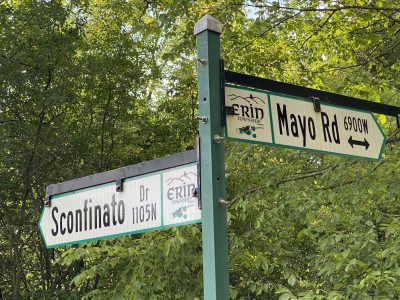 ERIN
TOWNSHIP
Mayo Rd 6900W
Sconfinato Dr
1105N
ERIN
TOWNSHIP